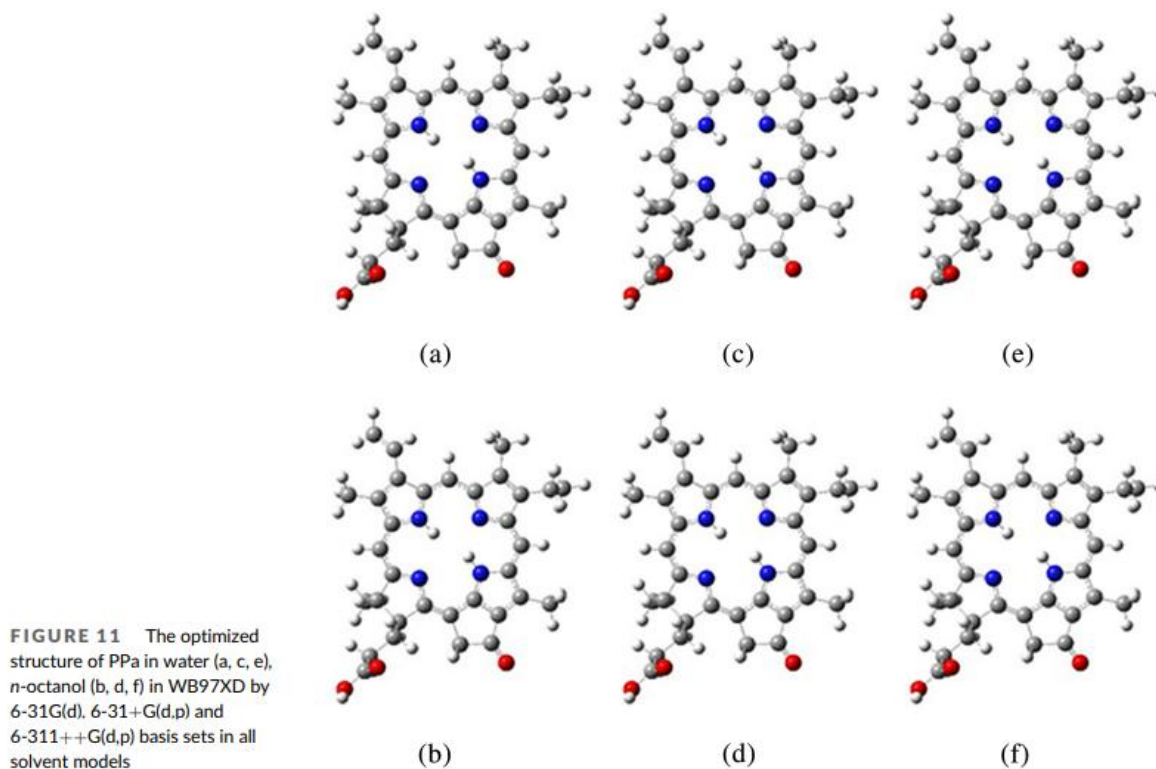 (a)
(c)
(e)
FIGURE 11 The optimized
structure of PPa in water (a, c, e),
n-octanol (b, d, f) in WB97XD by
6-31G(d). 6-31+G(d,p) and
6-311++G(d,p) basis sets in all
solvent models
(b)
(d)
(f)